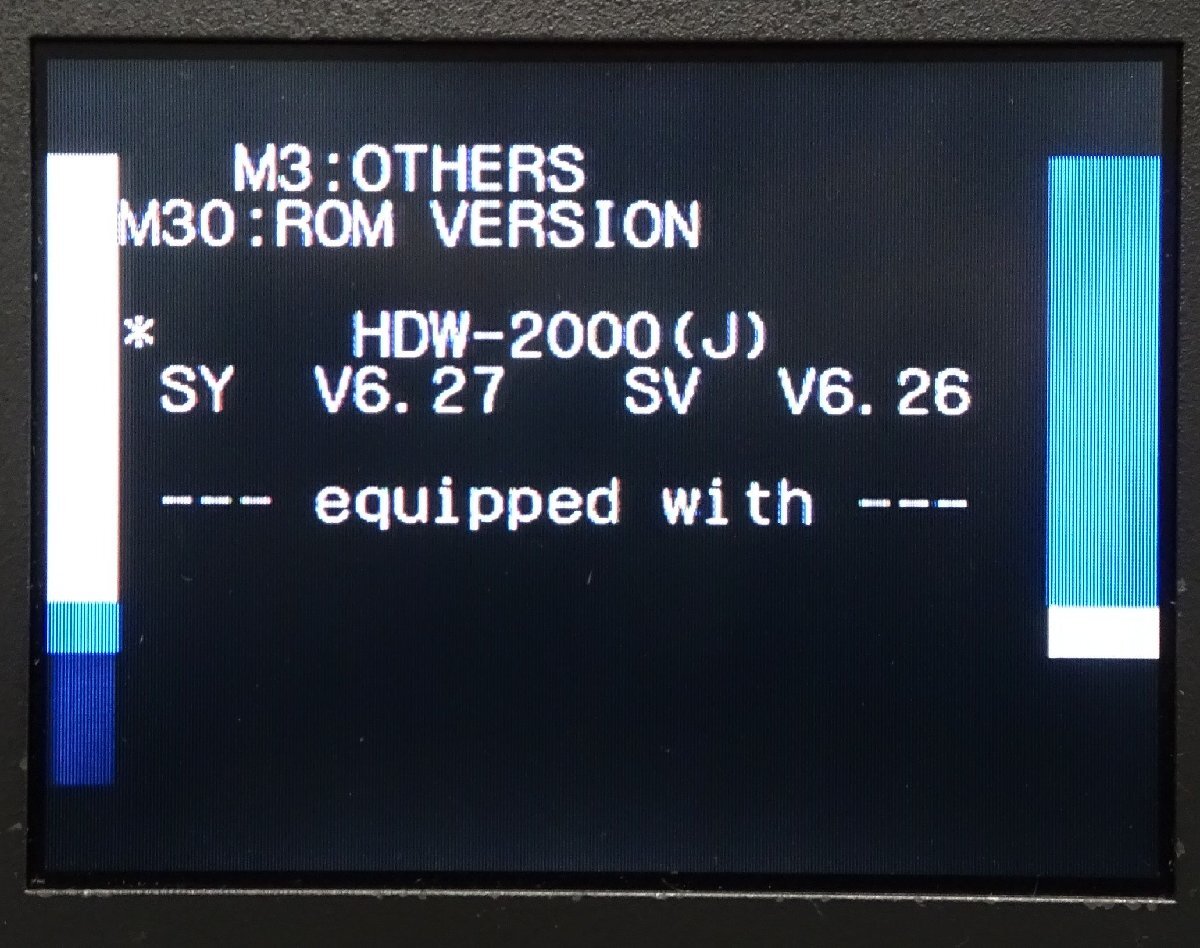 M3:OTHERS
M30:ROM VERSION
* HDW-2000(J)
SY V6.27 SV V6.26
--- equipped with ---